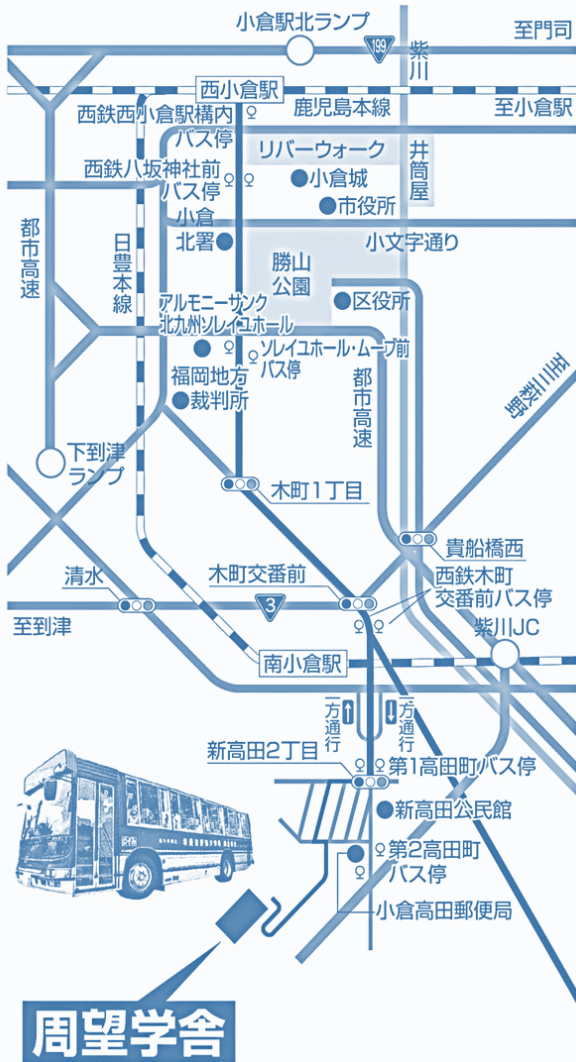 小倉駅北ランプ
199
至門司
紫川
西小倉駅
鹿児島本線
至小倉駅
西鉄西小倉駅構内
バス停
リバーウォーク
井筒屋
西鉄八坂神社前
バス停
小倉城
市役所
小倉
北署
小文字通り
都市高速
日豊本線
勝山
公園
区役所
アルモニーサンク
北九州ソレイユホール
ソレイユホール・ムーブ前
バス停
福岡地方
裁判所
都市高速
至三萩野
下到津
ランプ
木町1丁目
貴船橋西
清水
木町交番前
西鉄木町
交番前バス停
3
至到津
紫川JC
南小倉駅
一方通行
一方通行
新高田2丁目
第1高田町バス停
新高田公民館
第2高田町
バス停
小倉高田郵便局
周望学舎